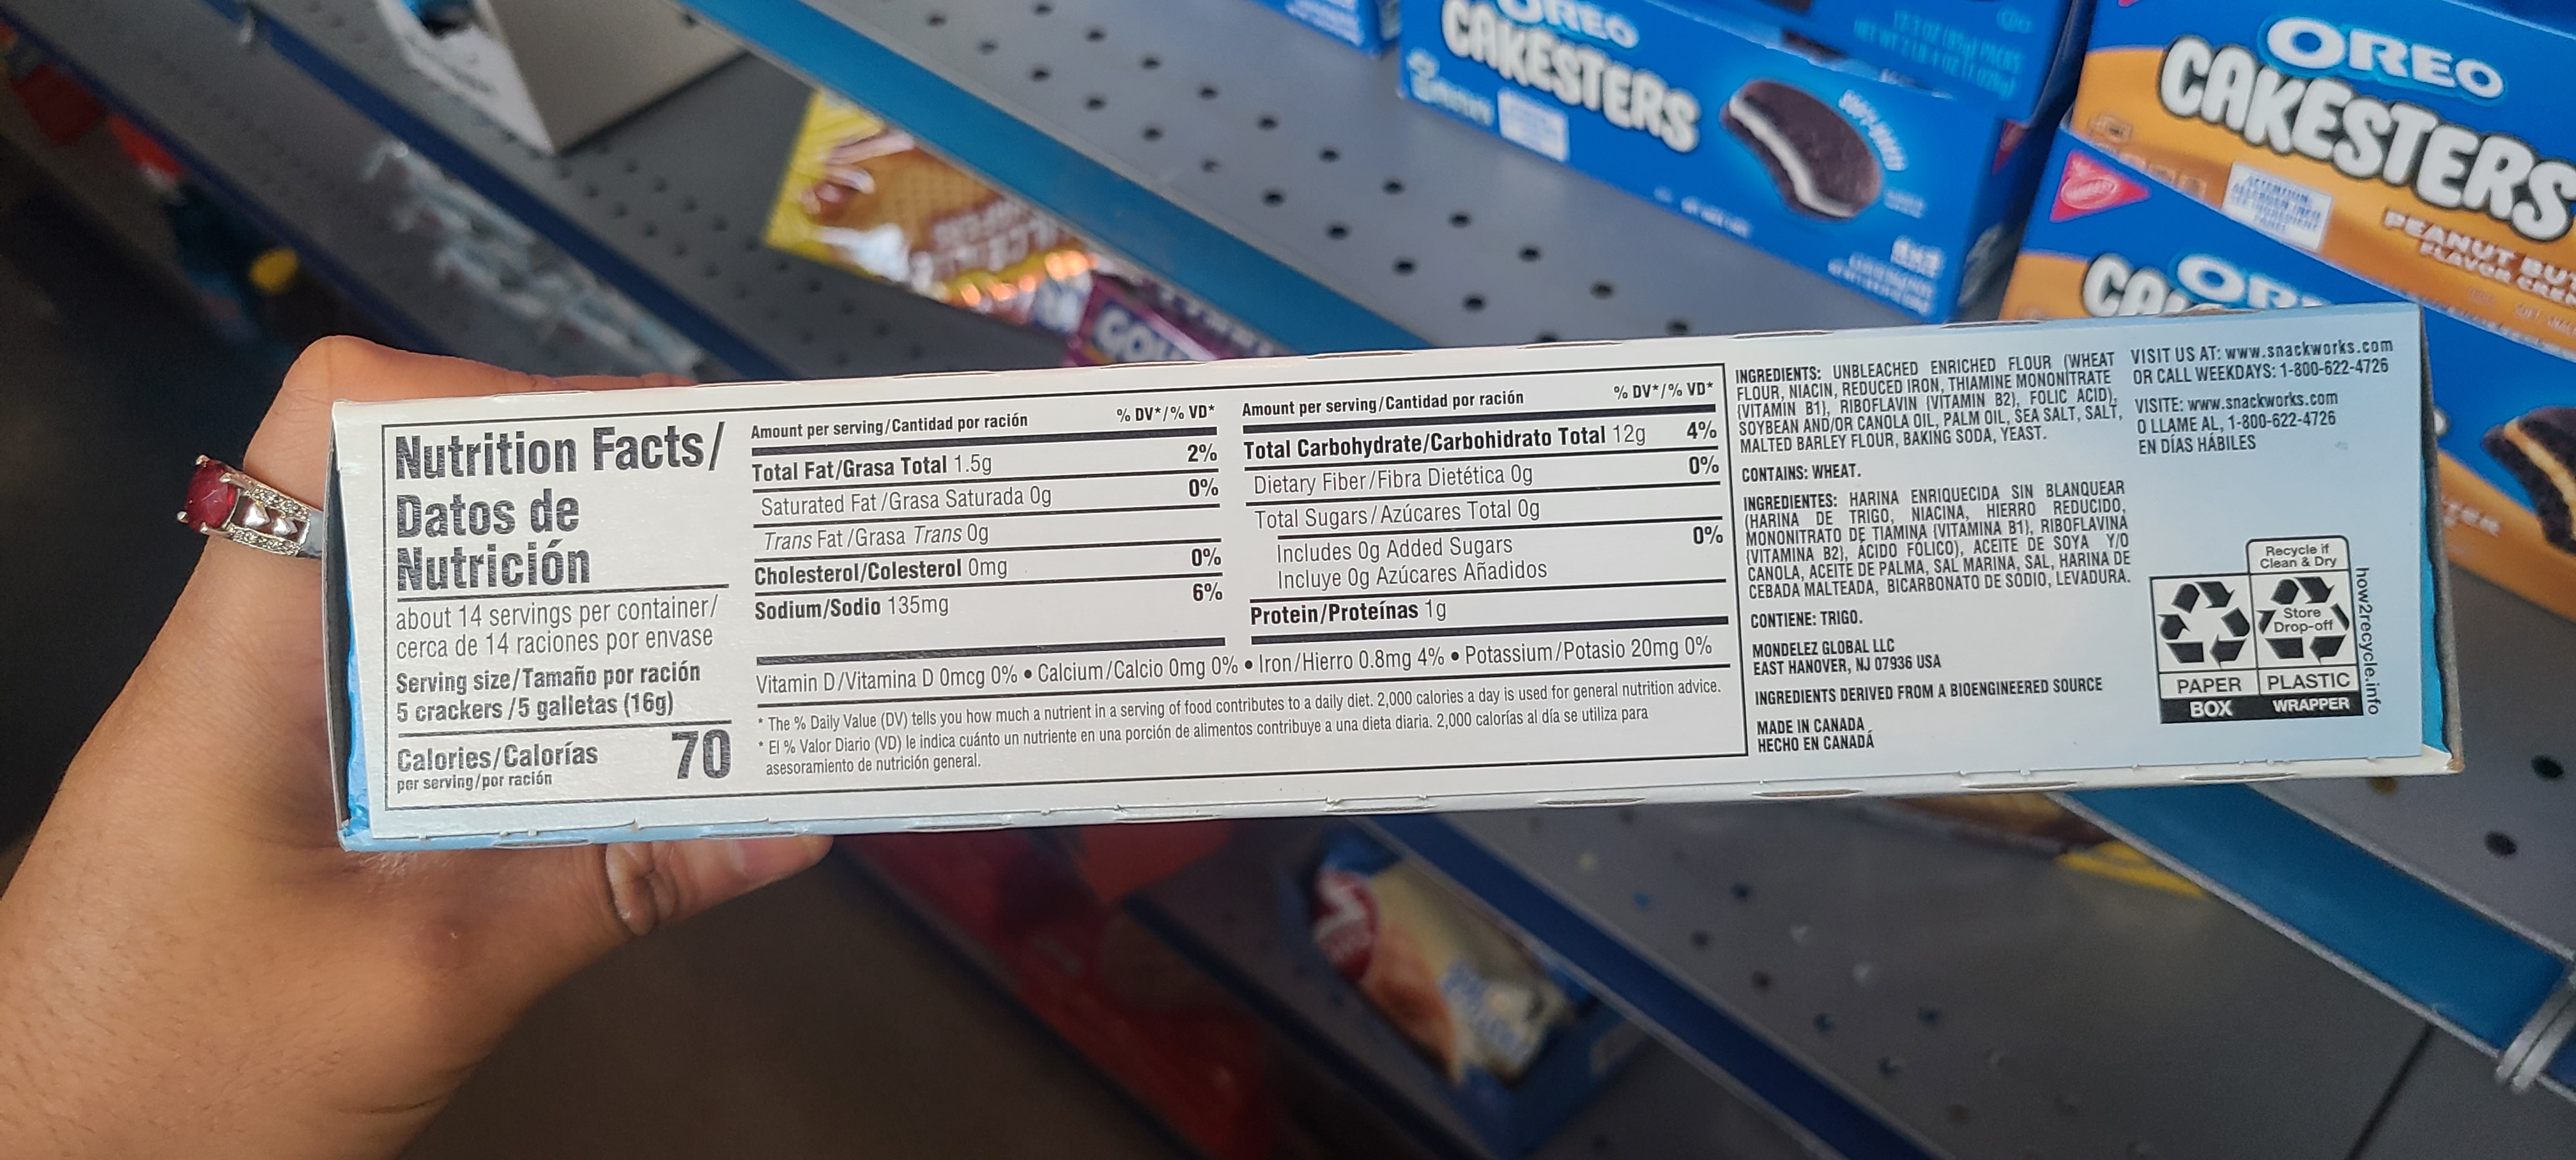 OREO
CAKESTERS
OREO
CAKESTERS
PEANUT BU
FLAVOR CRE
Nutrition Facts/
Datos de
Nutrición
about 14 servings per container/
cerca de 14 raciones por envase
Serving size/Tamaño por ración
5 crackers /5 galletas (16g)
Calories/Calorías 70
per serving/por ración
Amount per serving/Cantidad por ración % DV*/% VD*
Total Fat/Grasa Total 1.5g 2%
Saturated Fat/Grasa Saturada 0g 0%
Trans Fat/Grasa Trans 0g
Cholesterol/Colesterol 0mg 0%
Sodium/Sodio 135mg 6%
Amount per serving/Cantidad por ración % DV*/% VD*
Total Carbohydrate/Carbohidrato Total 12g 4%
Dietary Fiber/Fibra Dietética 0g 0%
Total Sugars/Azúcares Total 0g
Includes 0g Added Sugars 0%
Incluye 0g Azúcares Añadidos
Protein/Proteínas 1g
Vitamin D/Vitamina D 0mcg 0% • Calcium/Calcio 0mg 0% • Iron/Hierro 0.8mg 4% • Potassium/Potasio 20mg 0%
* The % Daily Value (DV) tells you how much a nutrient in a serving of food contributes to a daily diet. 2,000 calories a day is used for general nutrition advice.
* El % Valor Diario (VD) le indica cuánto un nutriente en una porción de alimentos contribuye a una dieta diaria. 2,000 calorías al día se utiliza para
asesoramiento de nutrición general.
INGREDIENTS: UNBLEACHED ENRICHED FLOUR (WHEAT
FLOUR, NIACIN, REDUCED IRON, THIAMINE MONONITRATE
{VITAMIN B1}, RIBOFLAVIN {VITAMIN B2}, FOLIC ACID),
SOYBEAN AND/OR CANOLA OIL, PALM OIL, SEA SALT, SALT,
MALTED BARLEY FLOUR, BAKING SODA, YEAST.
CONTAINS: WHEAT.
INGREDIENTES: HARINA ENRIQUECIDA SIN BLANQUEAR
(HARINA DE TRIGO, NIACINA, HIERRO REDUCIDO,
MONONITRATO DE TIAMINA {VITAMINA B1}, RIBOFLAVINA
{VITAMINA B2}, ÁCIDO FÓLICO), ACEITE DE SOYA Y/O
CANOLA, ACEITE DE PALMA, SAL MARINA, SAL, HARINA DE
CEBADA MALTEADA, BICARBONATO DE SODIO, LEVADURA.
CONTIENE: TRIGO.
MONDELEZ GLOBAL LLC
EAST HANOVER, NJ 07936 USA
INGREDIENTS DERIVED FROM A BIOENGINEERED SOURCE
MADE IN CANADA
HECHO EN CANADÁ
VISIT US AT: www.snackworks.com
OR CALL WEEKDAYS: 1-800-622-4726
VISITE: www.snackworks.com
O LLAME AL, 1-800-622-4726
EN DÍAS HÁBILES
Recycle if
Clean & Dry
Store
Drop-off
PAPER PLASTIC
BOX WRAPPER
how2recycle.info